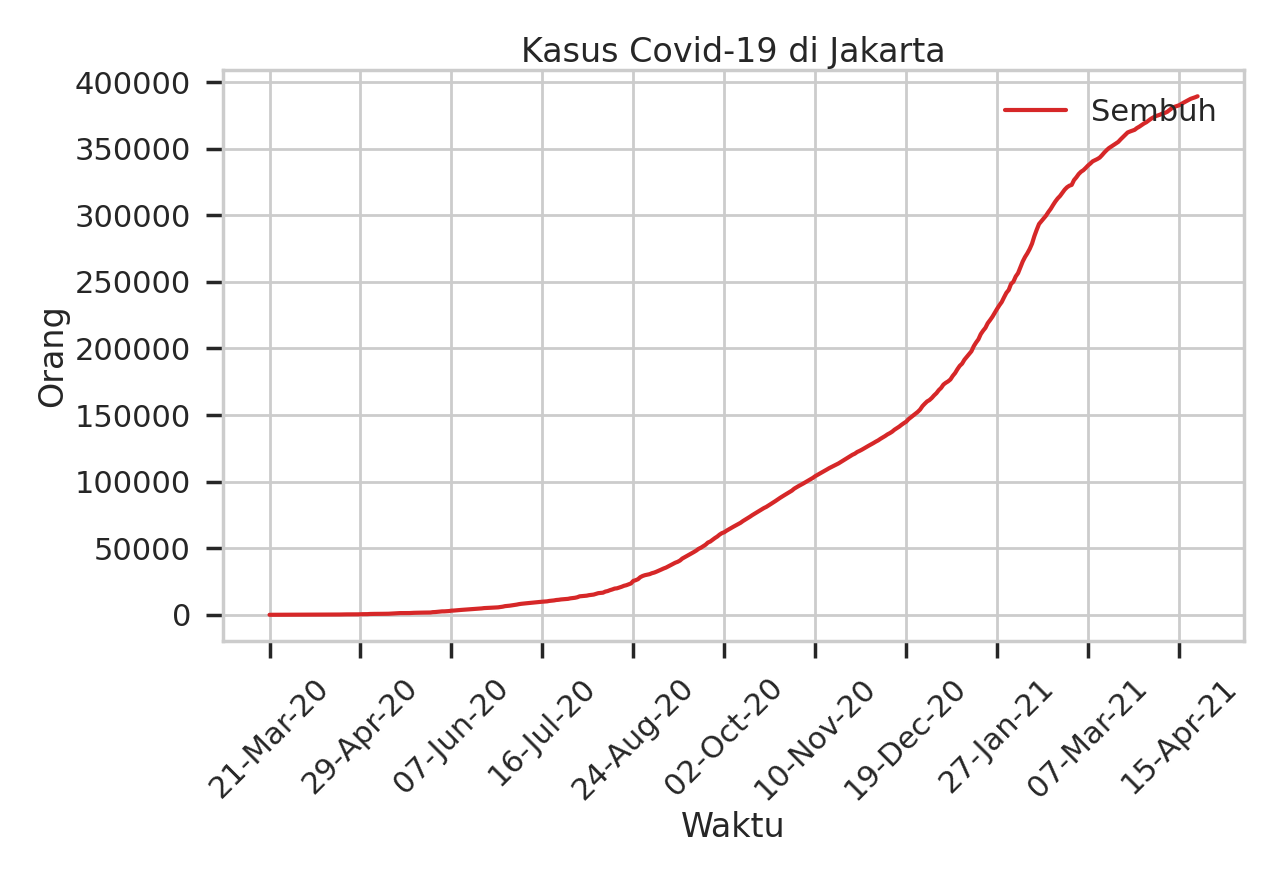 Kasus Covid-19 di Jakarta
Sembuh
Orang
400000
350000
300000
250000
200000
150000
100000
50000
0
21-Mar-20
29-Apr-20
07-Jun-20
16-Jul-20
24-Aug-20
02-Oct-20
10-Nov-20
19-Dec-20
27-Jan-21
07-Mar-21
15-Apr-21
Waktu